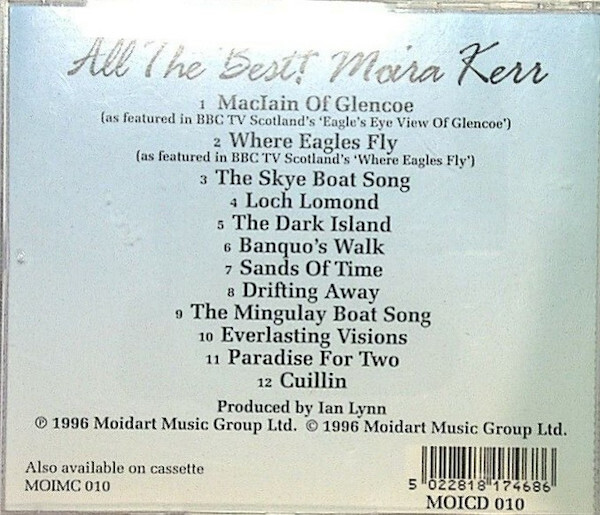 All The Best! Moira Kerr
1 MacIain Of Glencoe
(as featured in BBC TV Scotland's 'Eagle's Eye View Of Glencoe')
2 Where Eagles Fly
(as featured in BBC TV Scotland's 'Where Eagles Fly')
3 The Skye Boat Song
4 Loch Lomond
5 The Dark Island
6 Banquo's Walk
7 Sands Of Time
8 Drifting Away
9 The Mingulay Boat Song
10 Everlasting Visions
11 Paradise For Two
12 Cuillin
Produced by Ian Lynn
℗ 1996 Moidart Music Group Ltd. © 1996 Moidart Music Group Ltd.
Also available on cassette
MOIMC 010
5 022818 174686
MOICD 010